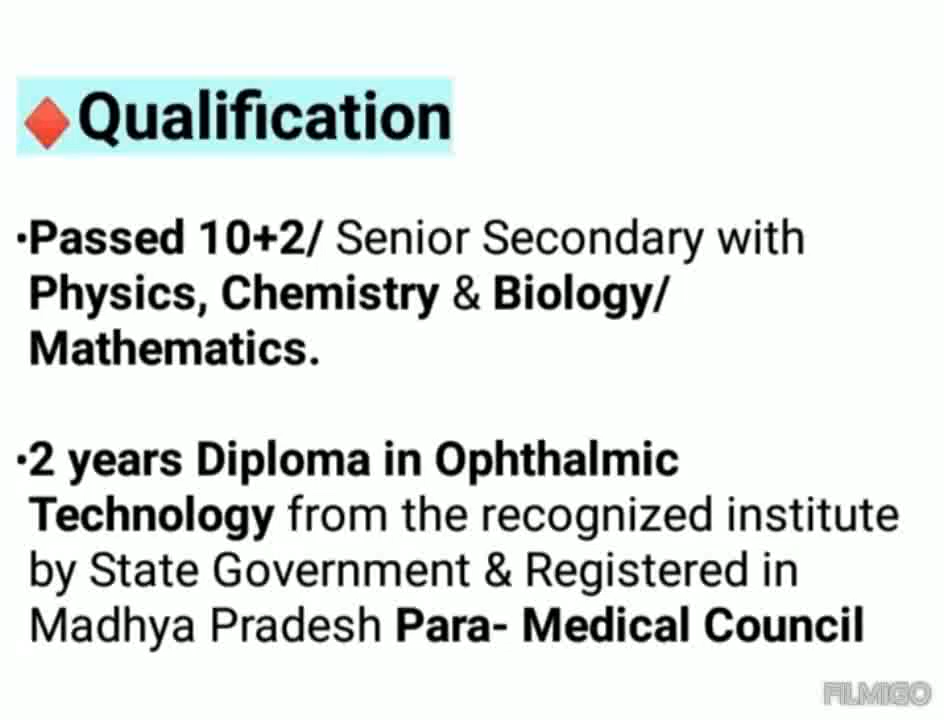 ♦Qualification
•Passed 10+2/ Senior Secondary with
Physics, Chemistry & Biology/
Mathematics.
•2 years Diploma in Ophthalmic
Technology from the recognized institute
by State Government & Registered in
Madhya Pradesh Para- Medical Council
FILMIGO